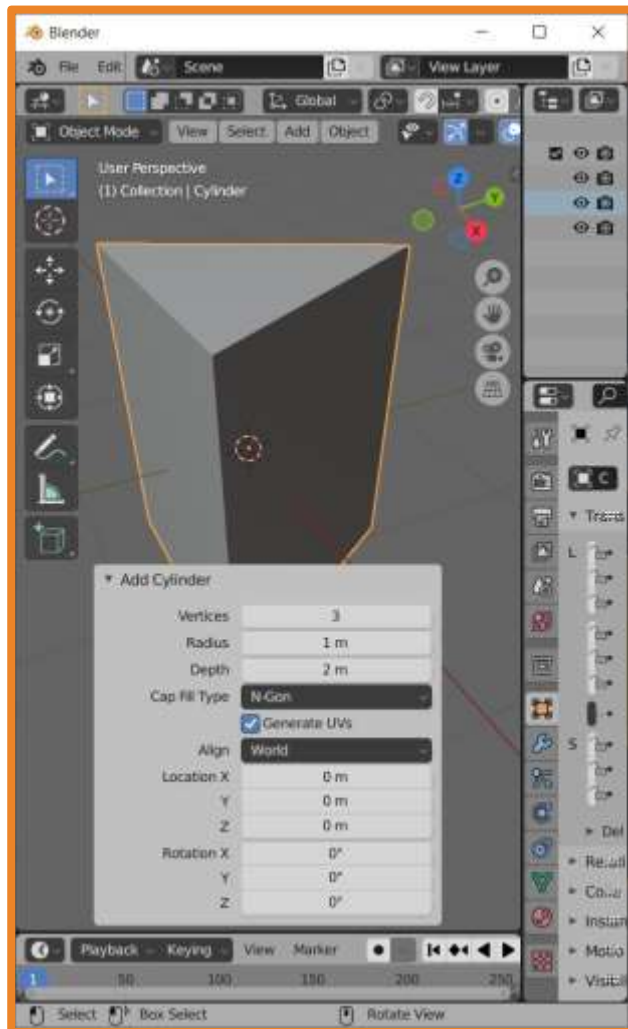 Blender
File Edit Scene View Layer
Global
Object Mode View Select Add Object
User Perspective
(1) Collection | Cylinder
Z
Y
X
C
Add Cylinder
Vertices 3
Radius 1 m
Depth 2 m
Cap Fill Type N-Gon
Generate UVs
Align World
Location X 0 m
Y 0 m
Z 0 m
Rotation X 0°
Y 0°
Z 0°
L
S
Del
Playback Keying View Marker
1 50 100 150 200 250
Select Box Select Rotate View